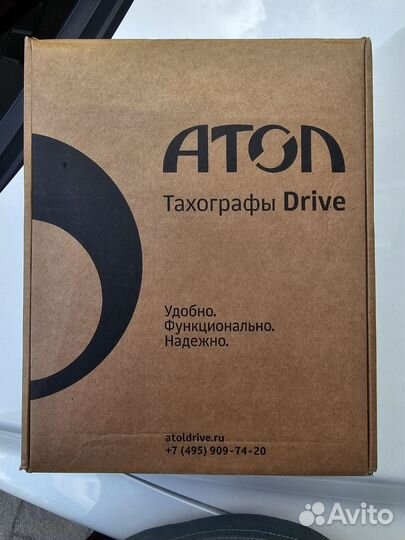 АТОЛ
Тахографы Drive
Удобно.
Функционально.
Надежно.
atoldrive.ru
+7 (495) 909-74-20
Avito